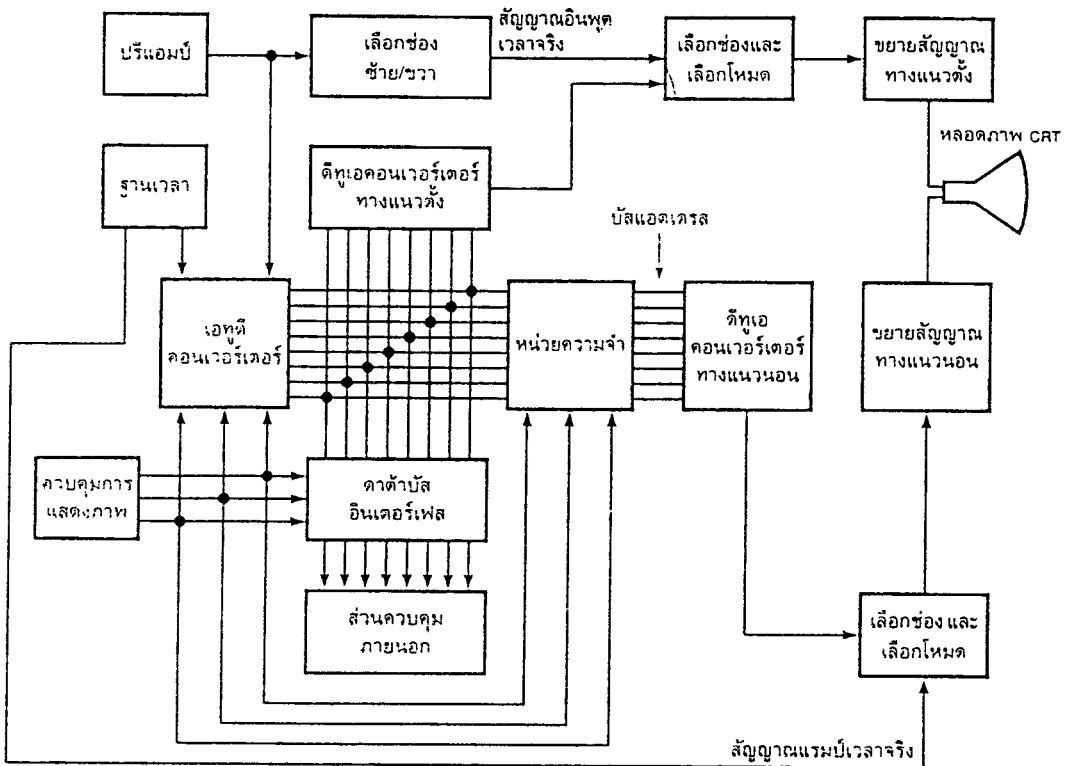 ปรีแอมป์
เลือกช่อง
ซ้าย/ขวา
สัญญาณอินพุต
เวลาจริง
เลือกช่องและ
เลือกโหมด
ขยายสัญญาณ
ทางแนวตั้ง
หลอดภาพ CRT
ฐานเวลา
ดีทูเอคอนเวอร์เตอร์
ทางแนวตั้ง
บัสแอดเดรส
เอทูดี
คอนเวอร์เตอร์
หน่วยความจำ
ดีทูเอ
คอนเวอร์เตอร์
ทางแนวนอน
ขยายสัญญาณ
ทางแนวนอน
ควบคุมการ
แสดงภาพ
ดาต้าบัส
อินเตอร์เฟส
ส่วนควบคุม
ภายนอก
เลือกช่อง และ
เลือกโหมด
สัญญาณแรมป์เวลาจริง